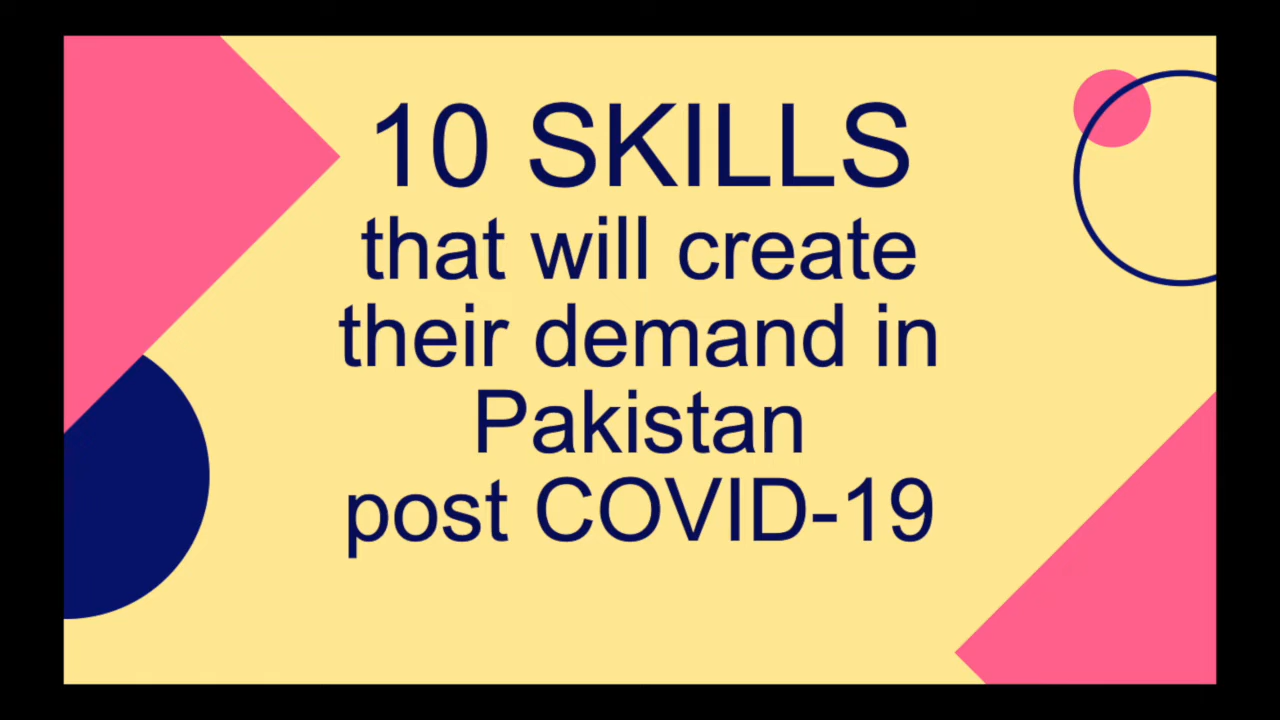 10 SKILLS
that will create
their demand in
Pakistan
post COVID-19